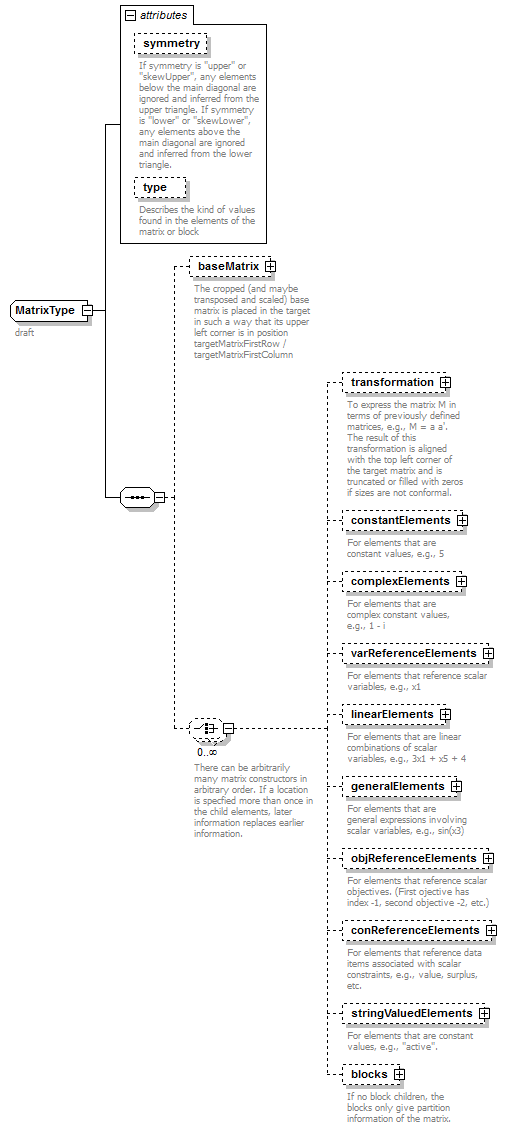 attributes
symmetry
If symmetry is "upper" or
"skewUpper", any elements
below the main diagonal are
ignored and inferred from the
upper triangle. If symmetry
is "lower" or "skewLower",
any elements above the
main diagonal are ignored
and inferred from the lower
triangle.
type
Describes the kind of values
found in the elements of the
matrix or block
MatrixType
draft
baseMatrix
The cropped (and maybe
transposed and scaled) base
matrix is placed in the target
in such a way that its upper
left corner is in position
targetMatrixFirstRow /
targetMatrixFirstColumn
0..∞
There can be arbitrarily
many matrix constructors in
arbitrary order. If a location
is specfied more than once in
the child elements, later
information replaces earlier
information.
transformation
To express the matrix M in
terms of previously defined
matrices, e.g., M = a a'.
The result of this
transformation is aligned
with the top left corner of
the target matrix and is
truncated or filled with zeros
if sizes are not conformal.
constantElements
For elements that are
constant values, e.g., 5
complexElements
For elements that are
complex constant values,
e.g., 1 - i
varReferenceElements
For elements that reference scalar
variables, e.g., x1
linearElements
For elements that are linear
combinations of scalar
variables, e.g., 3x1 + x5 + 4
generalElements
For elements that are
general expressions involving
scalar variables, e.g., sin(x3)
objReferenceElements
For elements that reference scalar
objectives. (First ojective has
index -1, second objective -2, etc.)
conReferenceElements
For elements that reference data
items associated with scalar
constraints, e.g., value, surplus,
etc.
stringValuedElements
For elements that are constant
values, e.g., "active".
blocks
If no block children, the
blocks only give partition
information of the matrix.